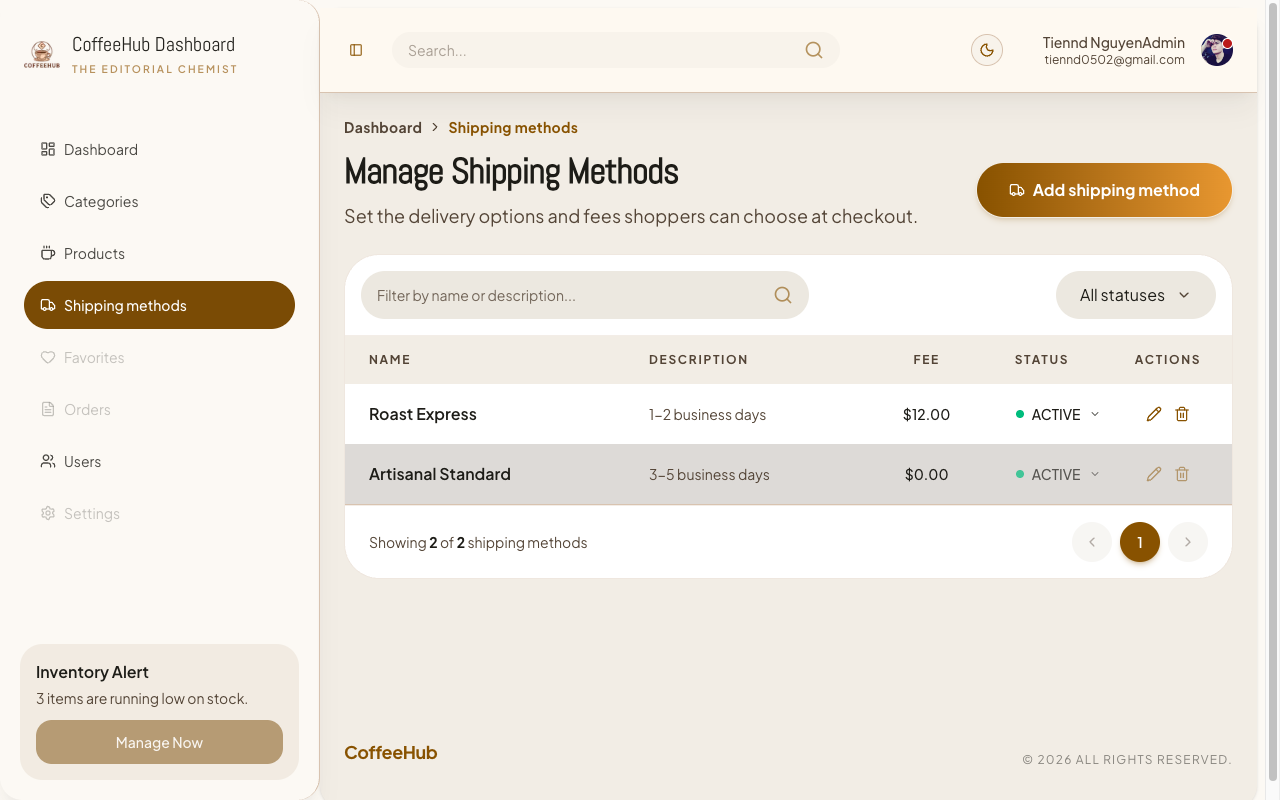 CoffeeHub Dashboard
THE EDITORIAL CHEMIST
COFFEEHUB
Dashboard
Categories
Products
Shipping methods
Favorites
Orders
Users
Settings
Inventory Alert
3 items are running low on stock.
Manage Now
Search...
Tiennd NguyenAdmin
tiennd0502@gmail.com
Dashboard > Shipping methods
Manage Shipping Methods
Set the delivery options and fees shoppers can choose at checkout.
Add shipping method
Filter by name or description...
All statuses
NAME DESCRIPTION FEE STATUS ACTIONS
Roast Express 1–2 business days $12.00 ACTIVE
Artisanal Standard 3–5 business days $0.00 ACTIVE
Showing 2 of 2 shipping methods
1
CoffeeHub
© 2026 ALL RIGHTS RESERVED.